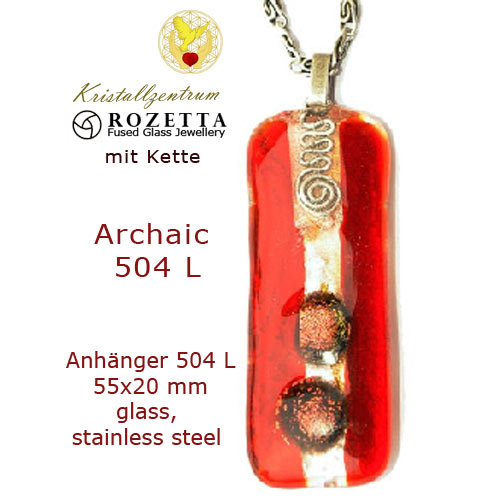 Kristallzentrum
ROZETTA
Fused Glass Jewellery
mit Kette
Archaic
504 L
Anhänger 504 L
55x20 mm
glass,
stainless steel